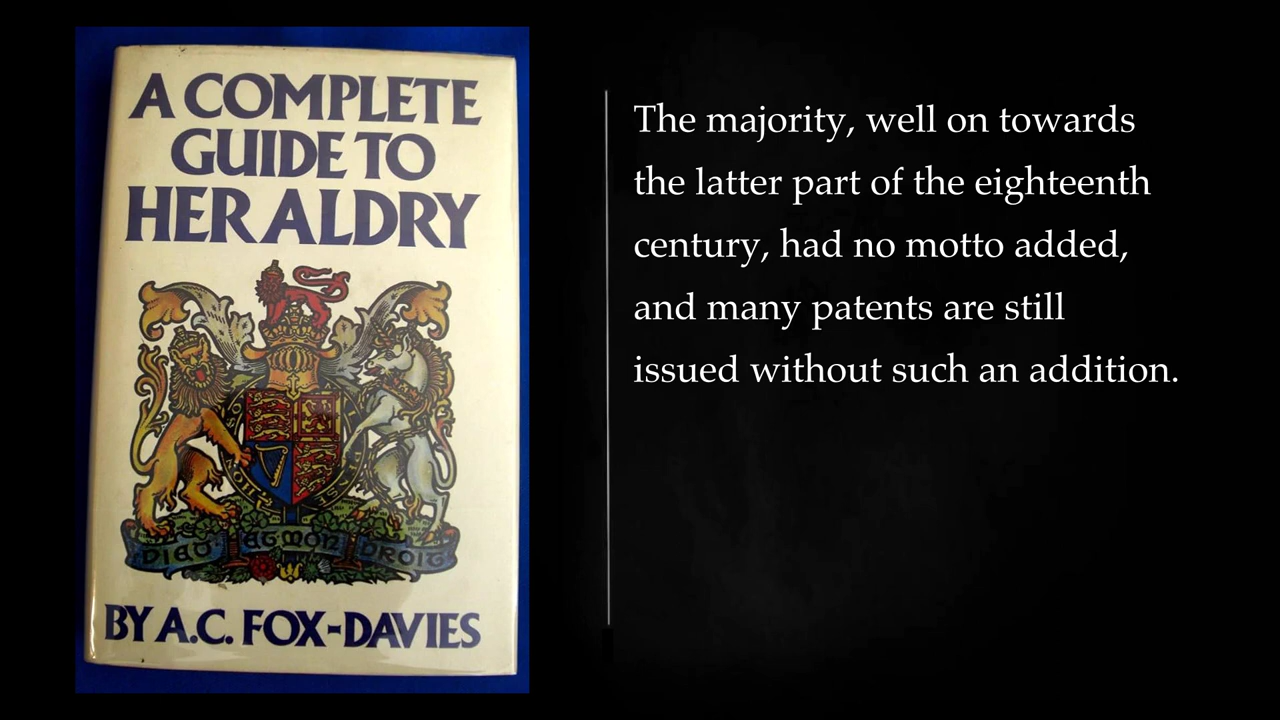 A COMPLETE
GUIDE TO
HERALDRY
DIEU ET MON DROIT
BY A.C. FOX-DAVIES
The majority, well on towards
the latter part of the eighteenth
century, had no motto added,
and many patents are still
issued without such an addition.